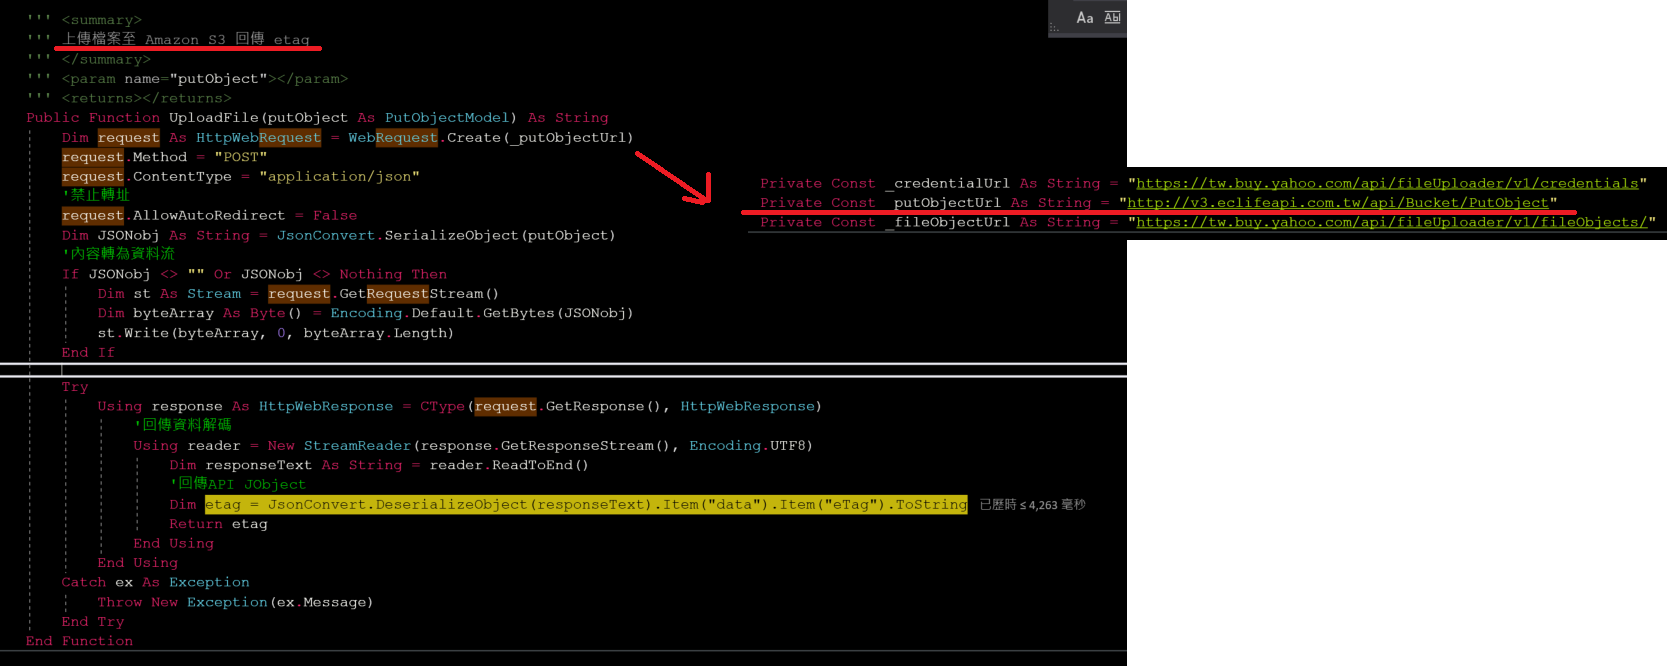 ''' <summary>
''' 上傳檔案至 Amazon S3 回傳 etag
''' </summary>
''' <param name="putObject"></param>
''' <returns></returns>
Public Function UploadFile(putObject As PutObjectModel) As String
Dim request As HttpWebRequest = WebRequest.Create(_putObjectUrl)
request.Method = "POST"
request.ContentType = "application/json"
'禁止轉址
request.AllowAutoRedirect = False
Dim JSONobj As String = JsonConvert.SerializeObject(putObject)
'內容轉為資料流
If JSONobj <> "" Or JSONobj <> Nothing Then
Dim st As Stream = request.GetRequestStream()
Dim byteArray As Byte() = Encoding.Default.GetBytes(JSONobj)
st.Write(byteArray, 0, byteArray.Length)
End If
Try
Using response As HttpWebResponse = CType(request.GetResponse(), HttpWebResponse)
'回傳資料解碼
Using reader = New StreamReader(response.GetResponseStream(), Encoding.UTF8)
Dim responseText As String = reader.ReadToEnd()
'回傳API JObject
Dim etag = JsonConvert.DeserializeObject(responseText).Item("data").Item("eTag").ToString 已歷時 ≤ 4,263 毫秒
Return etag
End Using
End Using
Catch ex As Exception
Throw New Exception(ex.Message)
End Try
End Function
Aa Abl
Private Const _credentialUrl As String = "https://tw.buy.yahoo.com/api/fileUploader/v1/credentials"
Private Const _putObjectUrl As String = "http://v3.eclifeapi.com.tw/api/Bucket/PutObject"
Private Const _fileObjectUrl As String = "https://tw.buy.yahoo.com/api/fileUploader/v1/fileObjects/"